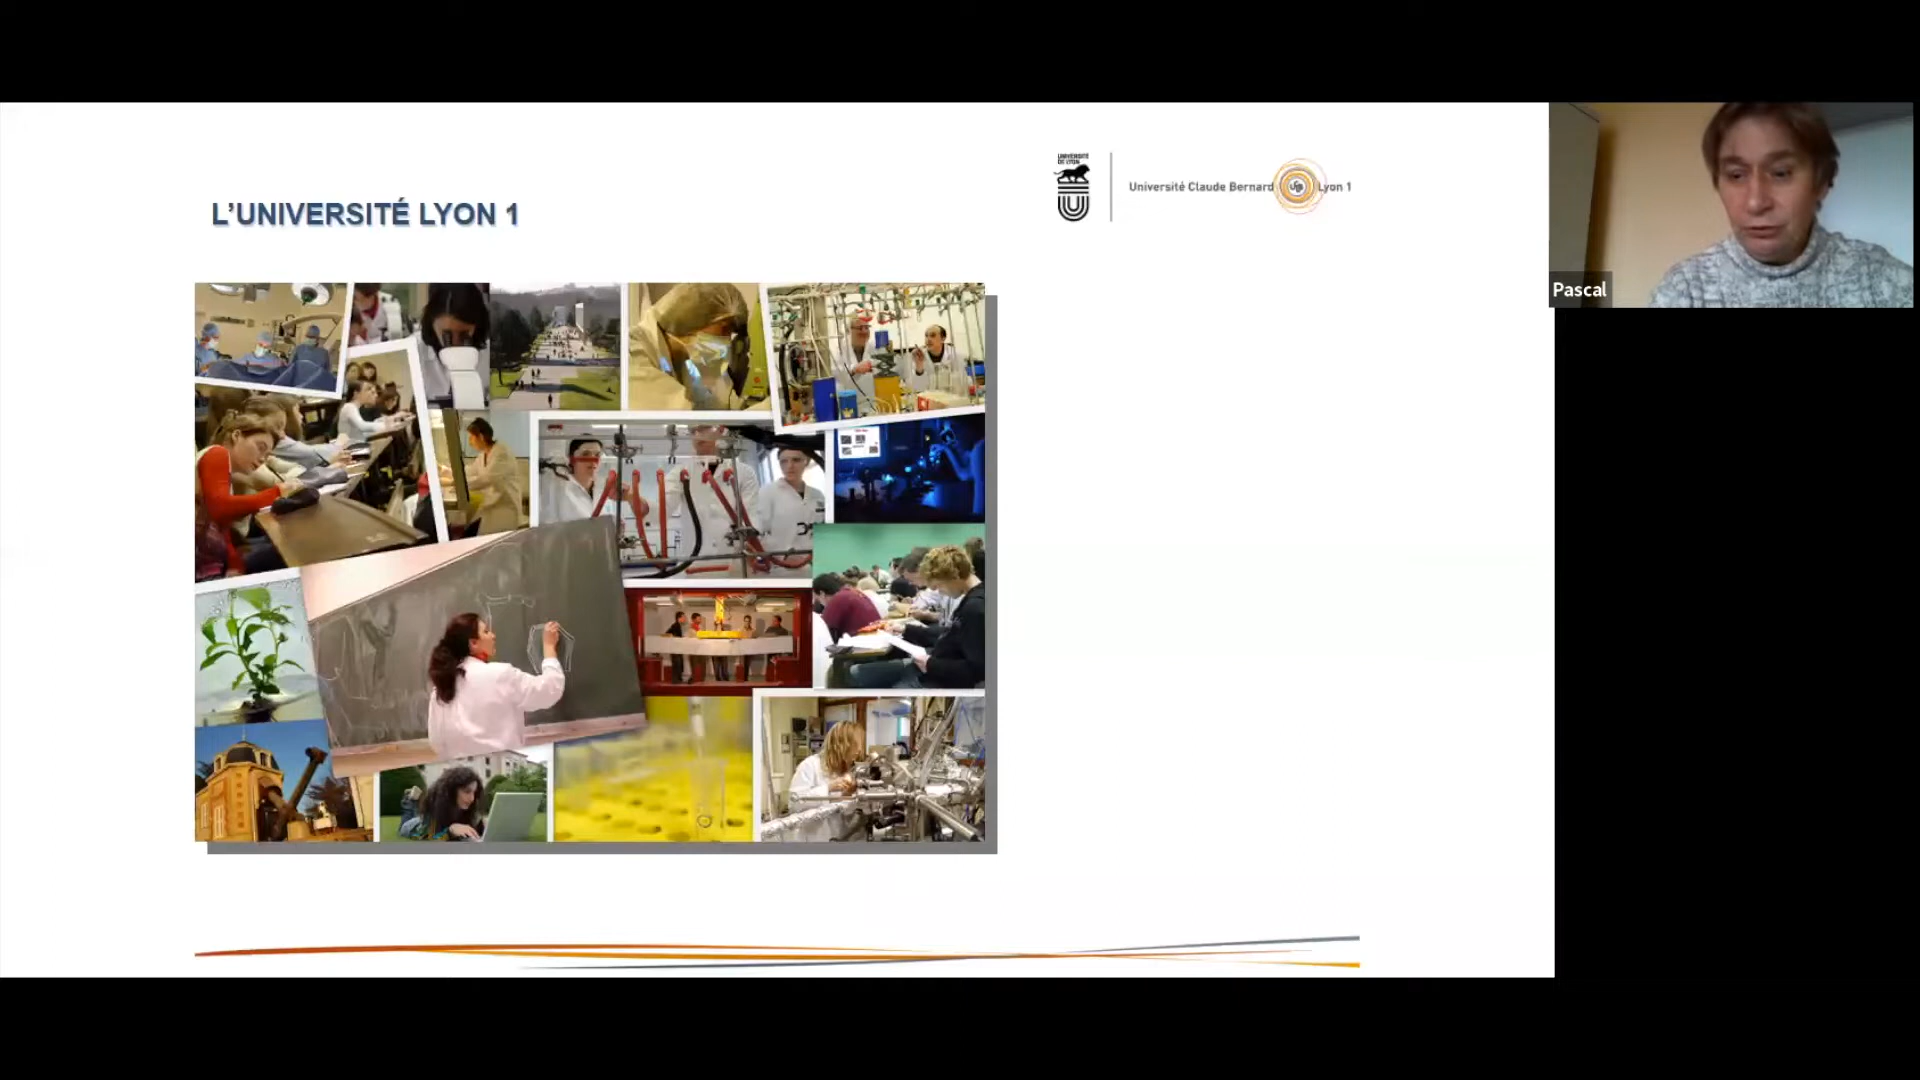 L'UNIVERSITÉ LYON 1
UNIVERSITÉ
DE LYON
Université Claude Bernard Lyon 1
Pascal